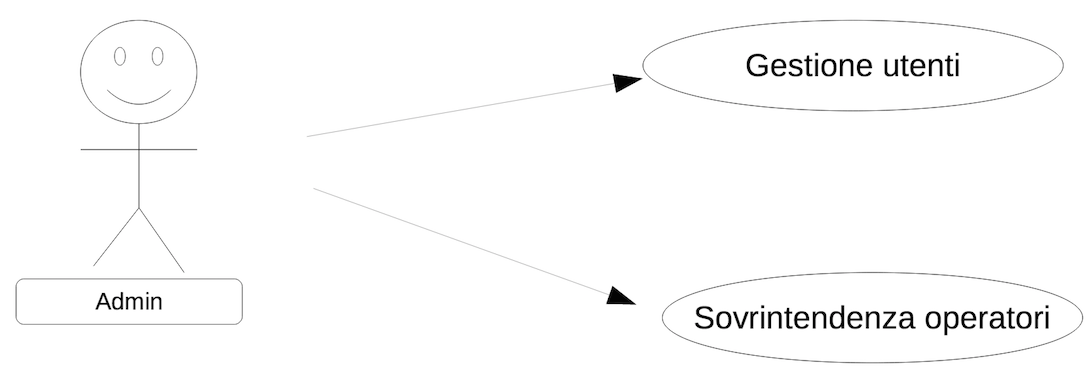 Gestione utenti
Admin
Sovrintendenza operatori